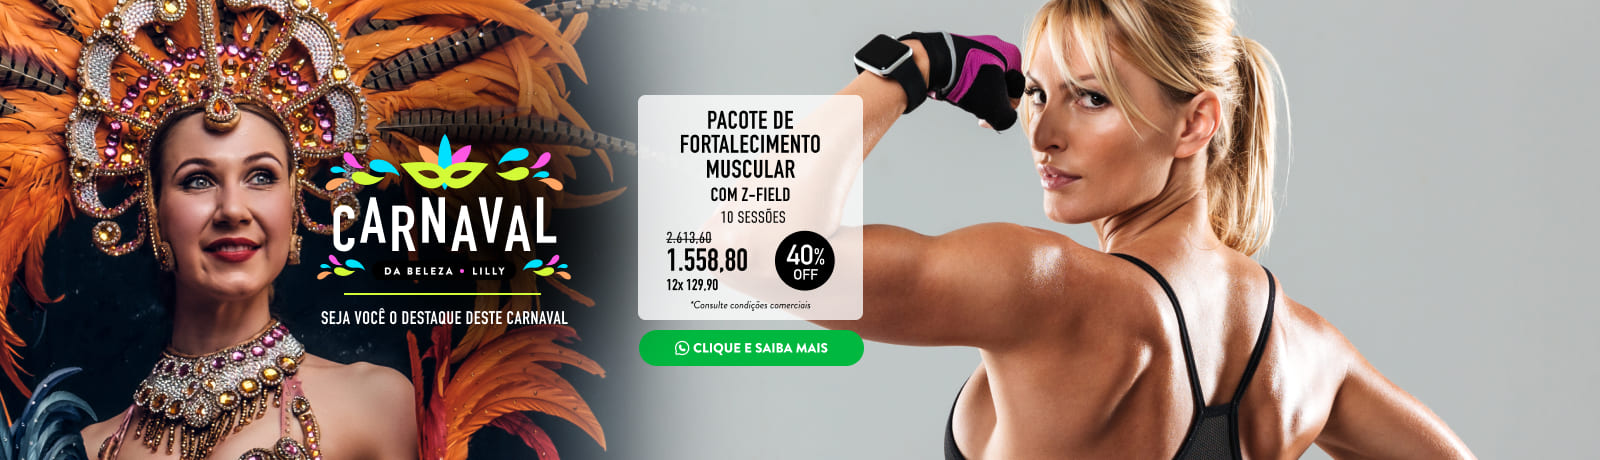 CARNAVAL
DA BELEZA • LILLY
SEJA VOCÊ O DESTAQUE DESTE CARNAVAL
PACOTE DE
FORTALECIMENTO
MUSCULAR
COM Z-FIELD
10 SESSÕES
2.613,60
1.558,80
12x 129,90
40%
OFF
*Consulte condições comerciais
CLIQUE E SAIBA MAIS